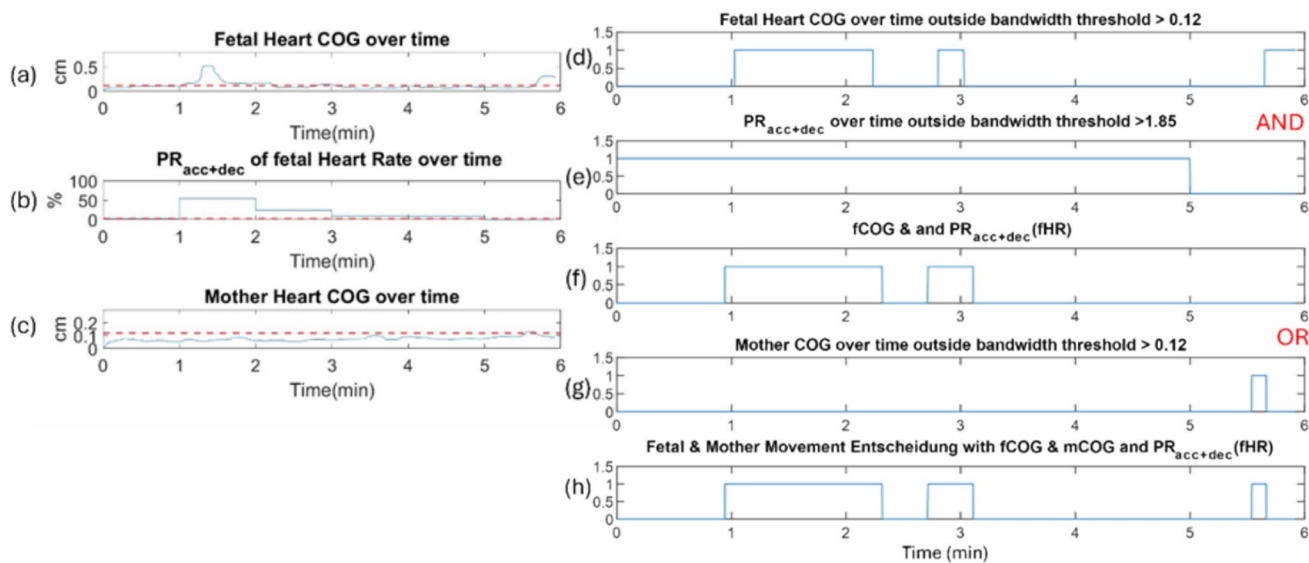 (a)
Fetal Heart COG over time
cm
0.5
0
0 1 2 3 4 5 6
Time(min)
(b)
PRacc+dec of fetal Heart Rate over time
%
100
50
0
0 1 2 3 4 5 6
Time(min)
(c)
Mother Heart COG over time
cm
0.2
0.1
0
0 1 2 3 4 5 6
Time(min)
(d)
Fetal Heart COG over time outside bandwidth threshold > 0.12
1.5
1
0.5
0
0 1 2 3 4 5 6
AND
(e)
PRacc+dec over time outside bandwidth threshold >1.85
1.5
1
0.5
0
0 1 2 3 4 5 6
(f)
fCOG & and PRacc+dec(fHR)
1.5
1
0.5
0
0 1 2 3 4 5 6
OR
(g)
Mother COG over time outside bandwidth threshold > 0.12
1.5
1
0.5
0
0 1 2 3 4 5 6
(h)
Fetal & Mother Movement Entscheidung with fCOG & mCOG and PRacc+dec(fHR)
1.5
1
0.5
0
0 1 2 3 4 5 6
Time (min)